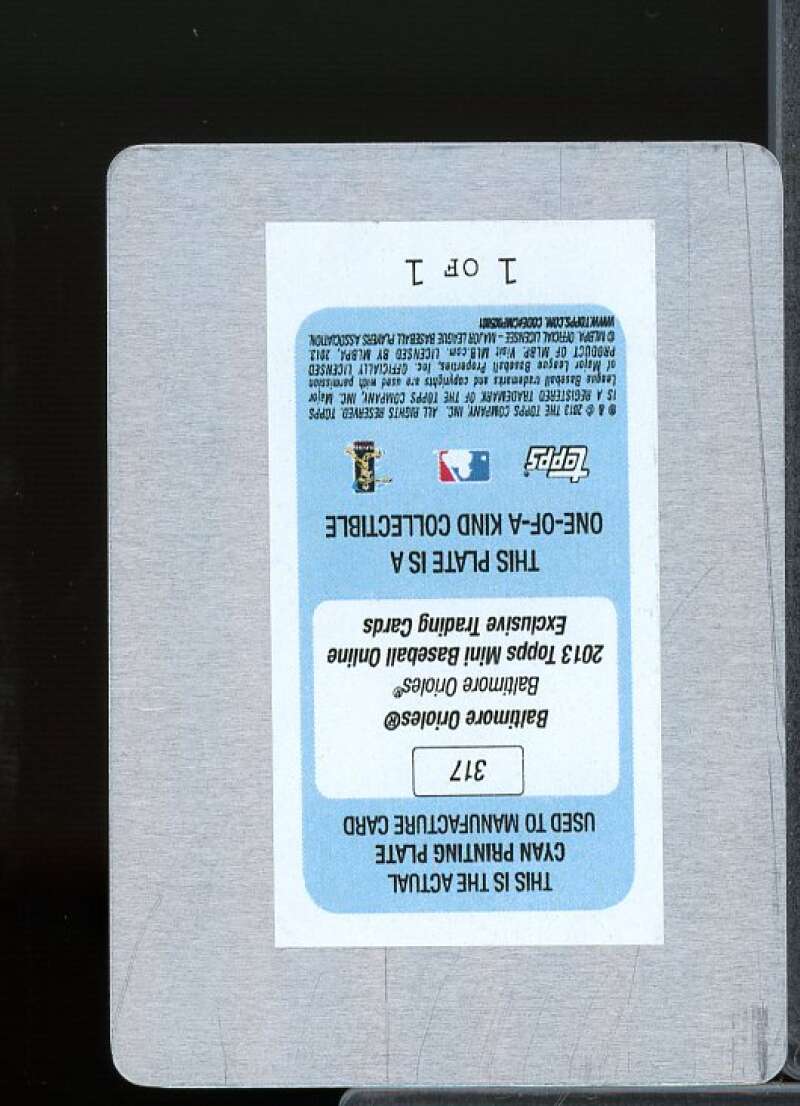 THIS IS THE ACTUAL
CYAN PRINTING PLATE
USED TO MANUFACTURE CARD
317
Baltimore Orioles®
Baltimore Orioles®
2013 Topps Mini Baseball Online
Exclusive Trading Cards
THIS PLATE IS A
ONE-OF-A KIND COLLECTIBLE
Topps®
® & © 2013 THE TOPPS COMPANY, INC. ALL RIGHTS RESERVED. TOPPS
IS A REGISTERED TRADEMARK OF THE TOPPS COMPANY, INC. Major
League Baseball trademarks and copyrights are used with permission
of Major League Baseball Properties, Inc. OFFICIALLY LICENSED
PRODUCT OF MLBP. Visit MLB.com. LICENSED BY MLBPA, 2013.
© MLBPA. OFFICIAL LICENSEE – MAJOR LEAGUE BASEBALL PLAYERS ASSOCIATION.
WWW.TOPPS.COM.
1 OF 1